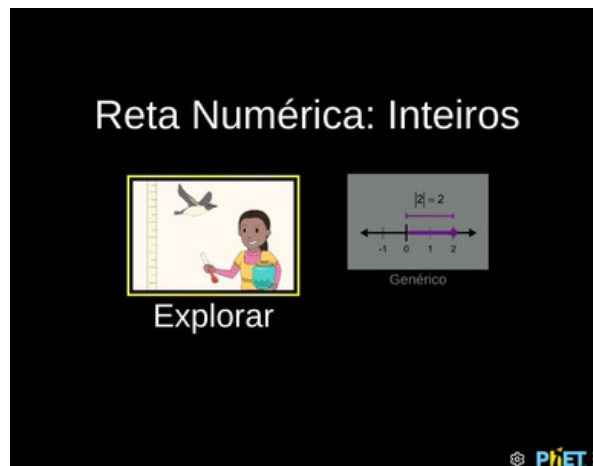 Reta Numérica: Inteiros
|2| = 2
-1 0 1 2
Explorar
Genérico
PhET